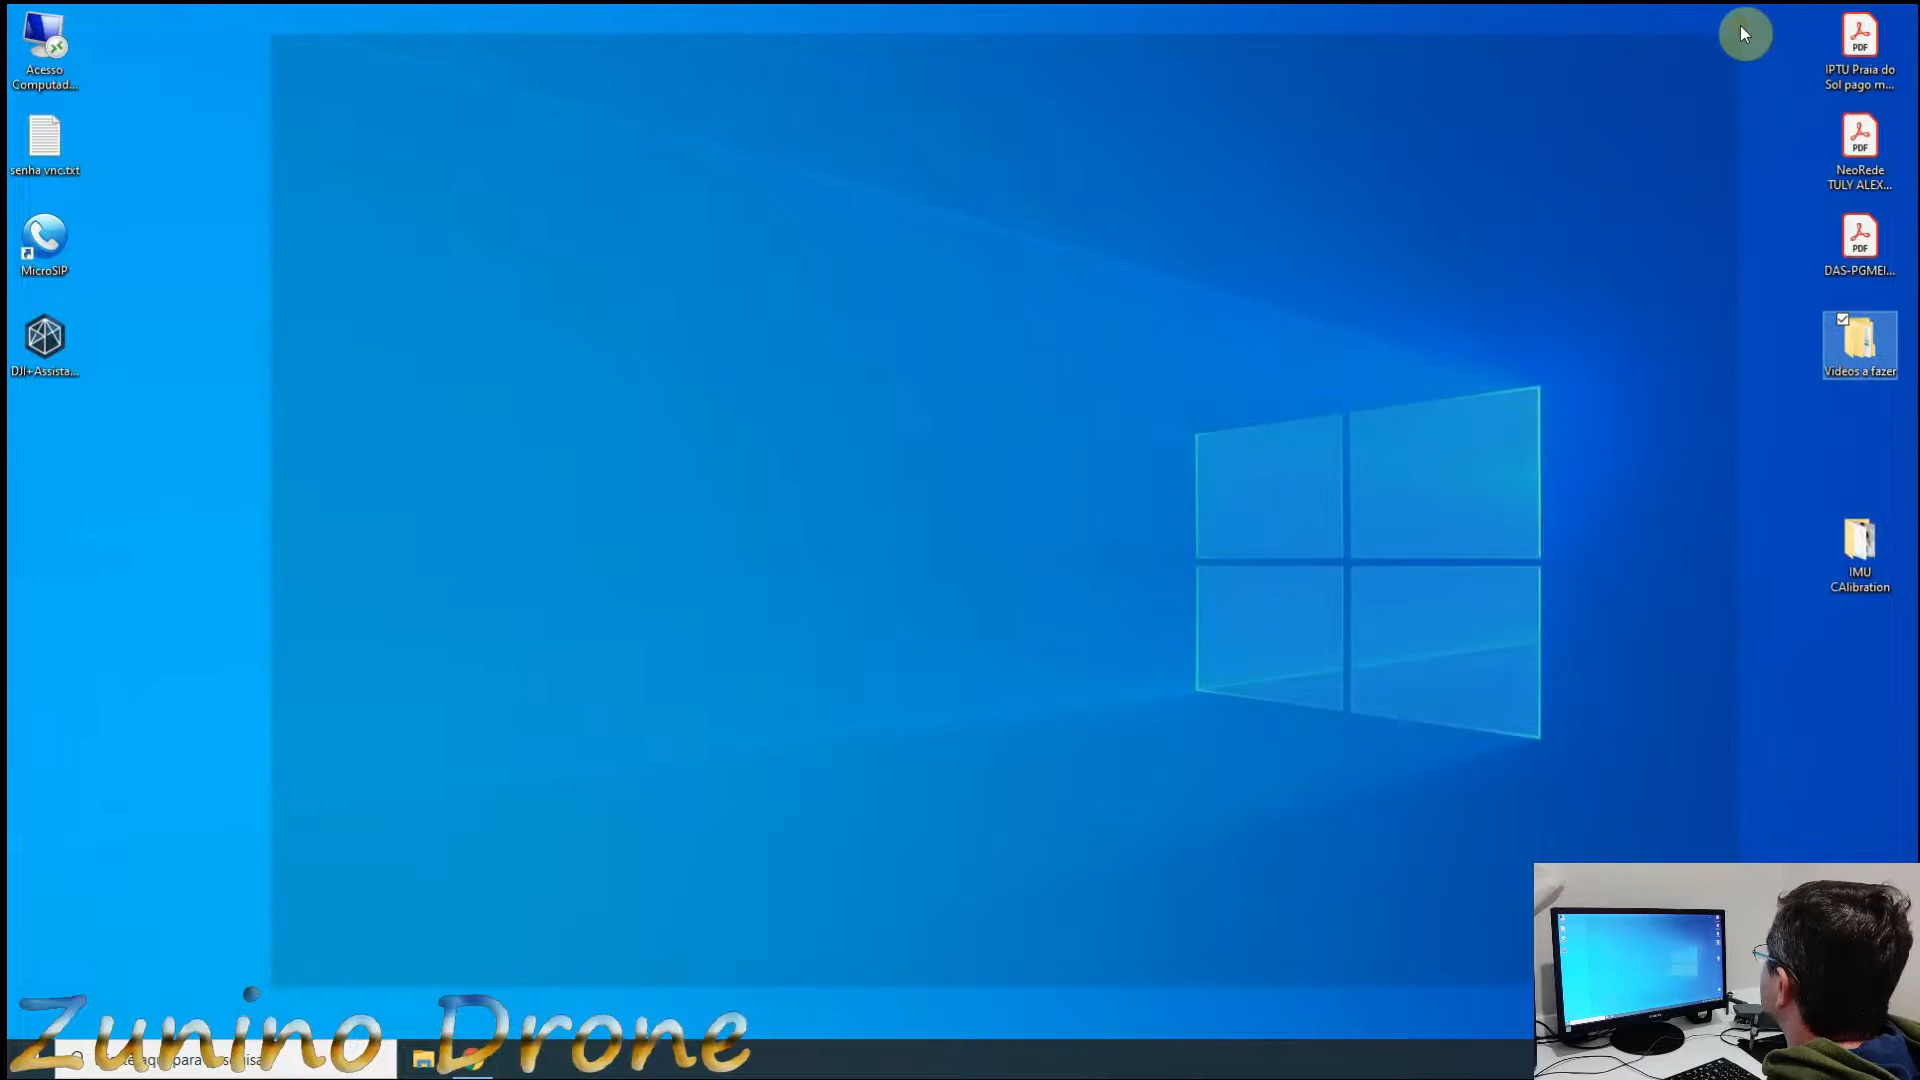 Acesso
Computad...
senha vnc.txt
MicroSIP
DJI+Assista...
IPTU Praia do
Sol pago m...
PDF
NeoRede
TULY ALEX...
PDF
DAS-PGMEI...
PDF
Videos a fazer
IMU
CAlibration
Zunino Drone